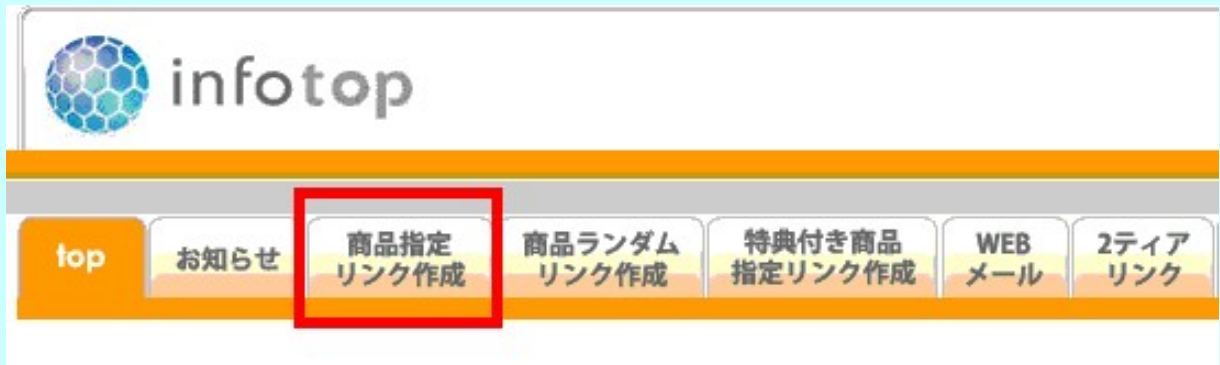 infotop
top
お知らせ
商品指定
リンク作成
商品ランダム
リンク作成
特典付き商品
指定リンク作成
WEB
メール
2ティア
リンク